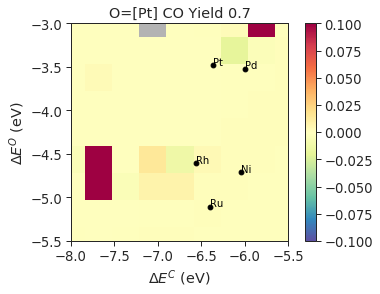 O=[Pt] CO Yield 0.7
−3.0
−3.5
−4.0
−4.5
−5.0
−5.5
ΔE^O (eV)
Pt
Pd
Rh
Ni
Ru
−8.0 −7.5 −7.0 −6.5 −6.0 −5.5
ΔE^C (eV)
0.100
0.075
0.050
0.025
0.000
−0.025
−0.050
−0.075
−0.100